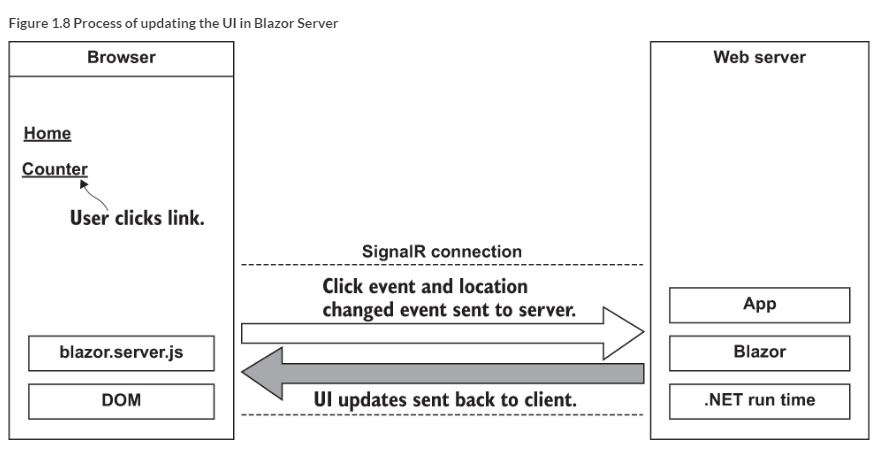 Figure 1.8 Process of updating the UI in Blazor Server
Browser
Home
Counter
User clicks link.
blazor.server.js
DOM
SignalR connection
Click event and location
changed event sent to server.
UI updates sent back to client.
Web server
App
Blazor
.NET run time